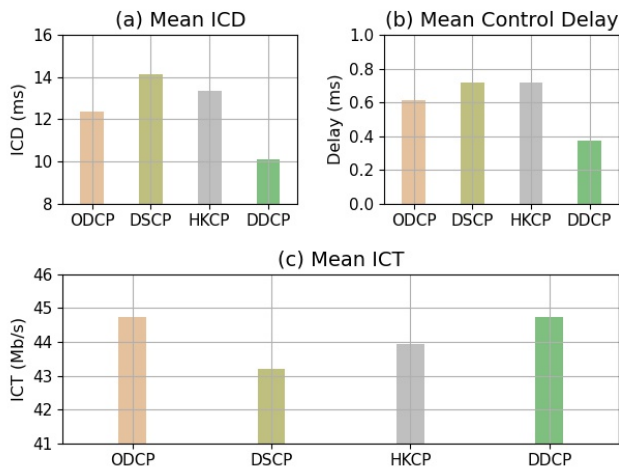 (a) Mean ICD
ICD (ms)
16
14
12
10
8
ODCP DSCP HKCP DDCP
(b) Mean Control Delay
Delay (ms)
1.0
0.8
0.6
0.4
0.2
0.0
ODCP DSCP HKCP DDCP
(c) Mean ICT
ICT (Mb/s)
46
45
44
43
42
41
ODCP DSCP HKCP DDCP